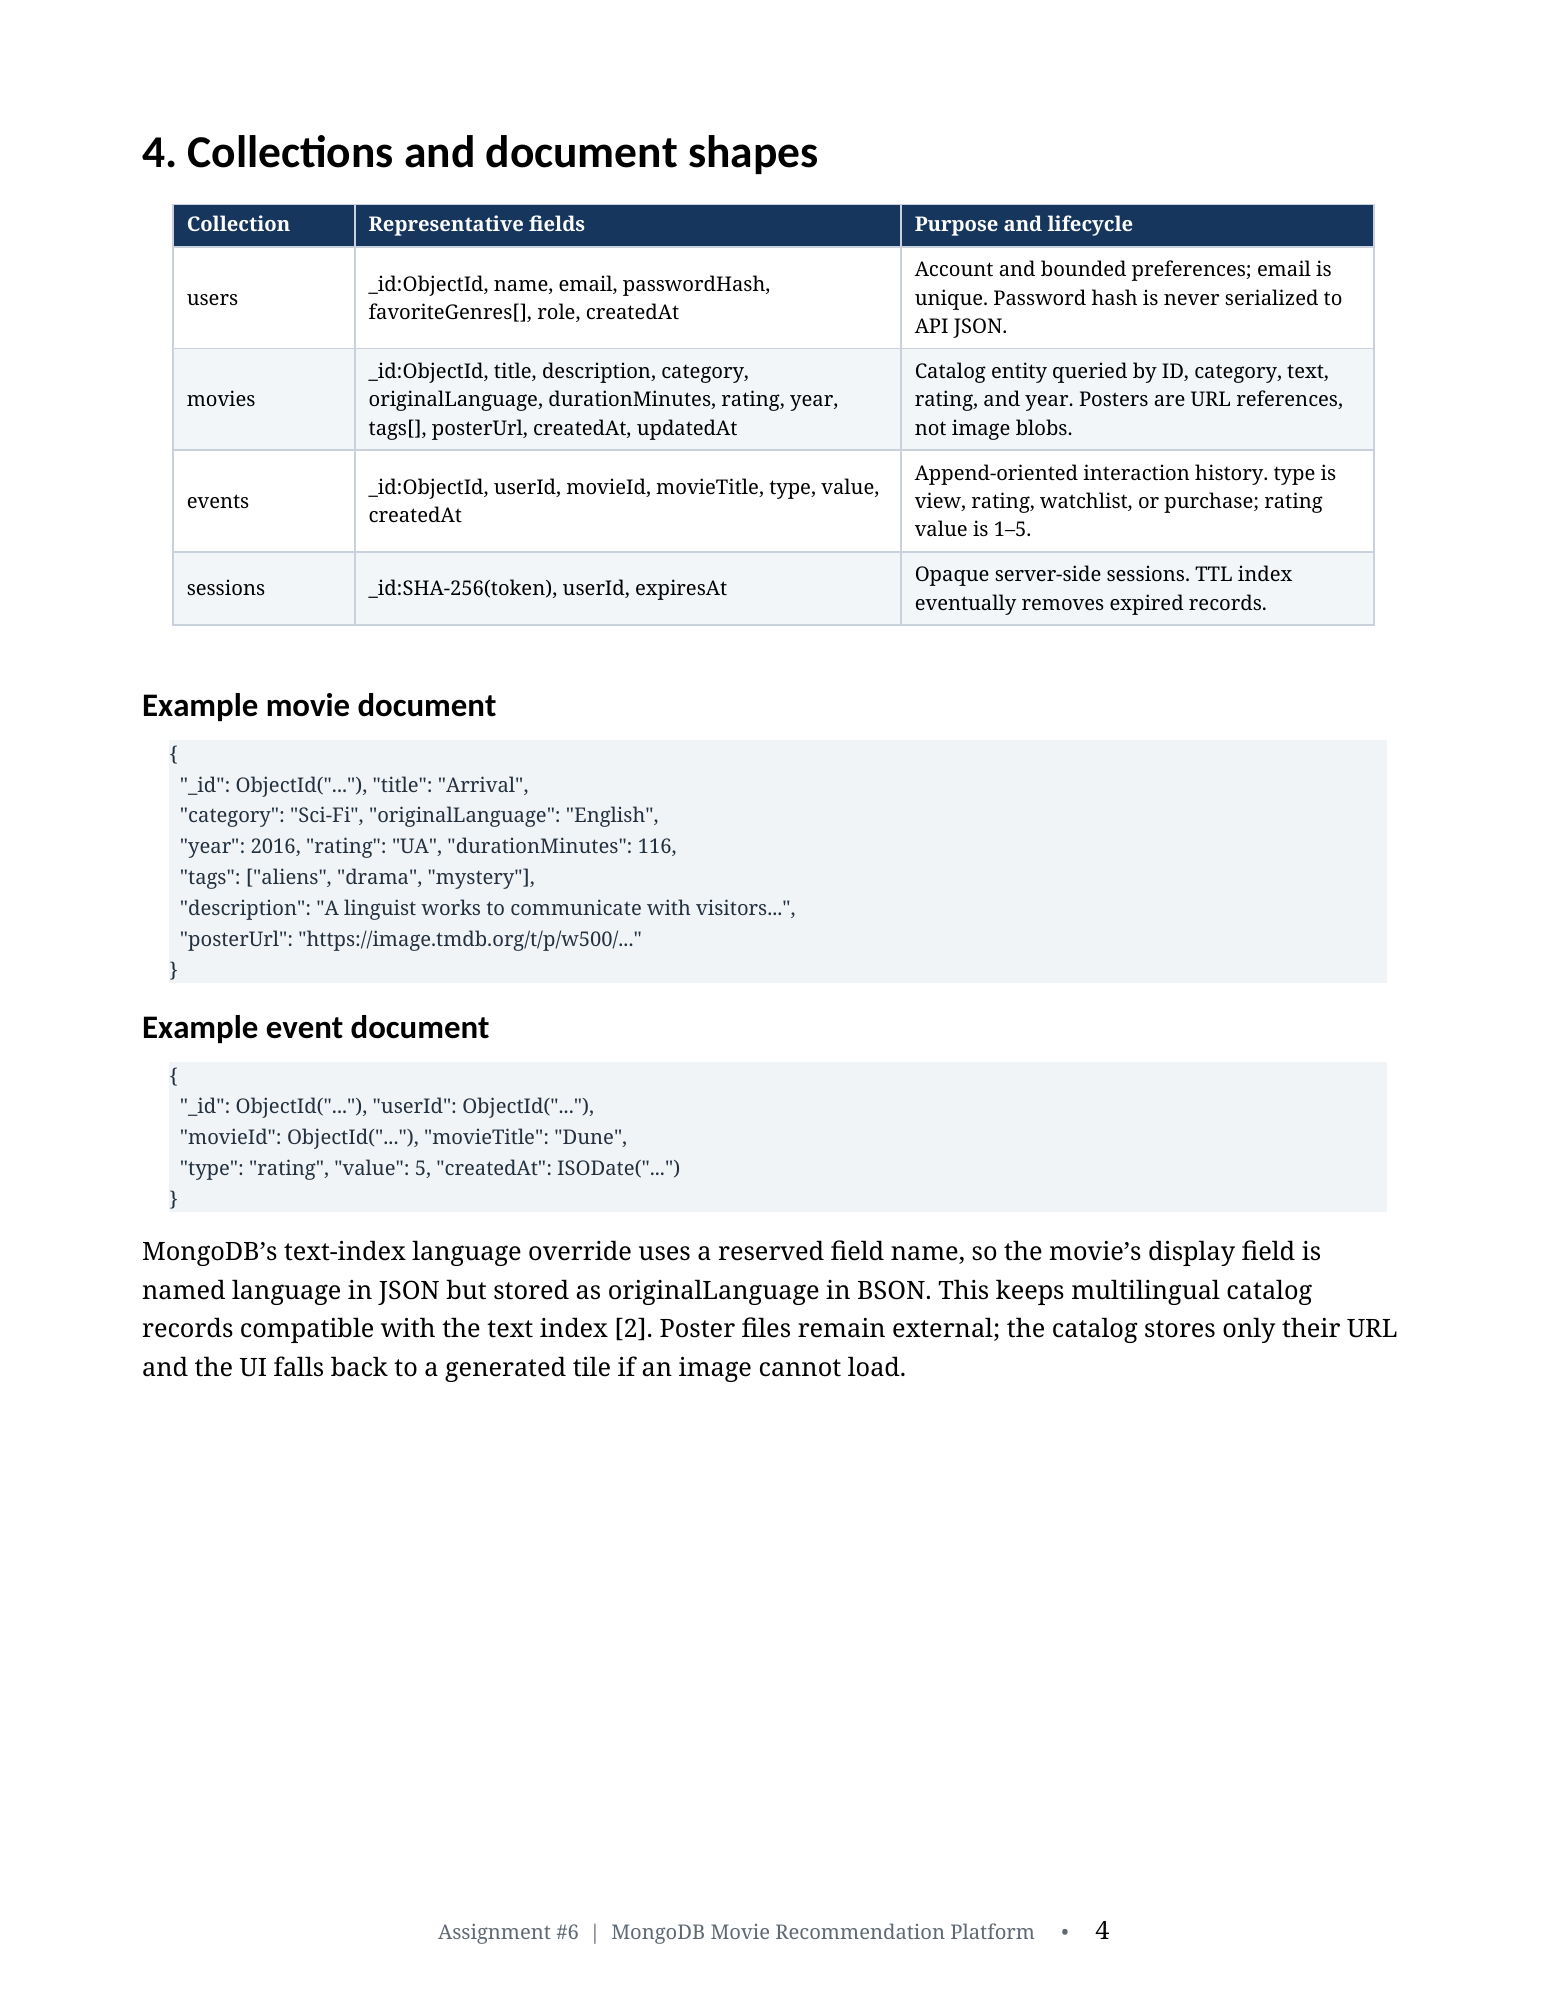 4. Collections and document shapes
Collection
Representative fields
Purpose and lifecycle
users
_id:ObjectId, name, email, passwordHash,
favoriteGenres[], role, createdAt
Account and bounded preferences; email is
unique. Password hash is never serialized to
API JSON.
movies
_id:ObjectId, title, description, category,
originalLanguage, durationMinutes, rating, year,
tags[], posterUrl, createdAt, updatedAt
Catalog entity queried by ID, category, text,
rating, and year. Posters are URL references,
not image blobs.
events
_id:ObjectId, userId, movieId, movieTitle, type, value,
createdAt
Append-oriented interaction history. type is
view, rating, watchlist, or purchase; rating
value is 1–5.
sessions
_id:SHA-256(token), userId, expiresAt
Opaque server-side sessions. TTL index
eventually removes expired records.
Example movie document
{
"_id": ObjectId("..."), "title": "Arrival",
"category": "Sci-Fi", "originalLanguage": "English",
"year": 2016, "rating": "UA", "durationMinutes": 116,
"tags": ["aliens", "drama", "mystery"],
"description": "A linguist works to communicate with visitors...",
"posterUrl": "https://image.tmdb.org/t/p/w500/..."
}
Example event document
{
"_id": ObjectId("..."), "userId": ObjectId("..."),
"movieId": ObjectId("..."), "movieTitle": "Dune",
"type": "rating", "value": 5, "createdAt": ISODate("...")
}
MongoDB’s text-index language override uses a reserved field name, so the movie’s display field is
named language in JSON but stored as originalLanguage in BSON. This keeps multilingual catalog
records compatible with the text index [2]. Poster files remain external; the catalog stores only their URL
and the UI falls back to a generated tile if an image cannot load.
Assignment #6 | MongoDB Movie Recommendation Platform • 4